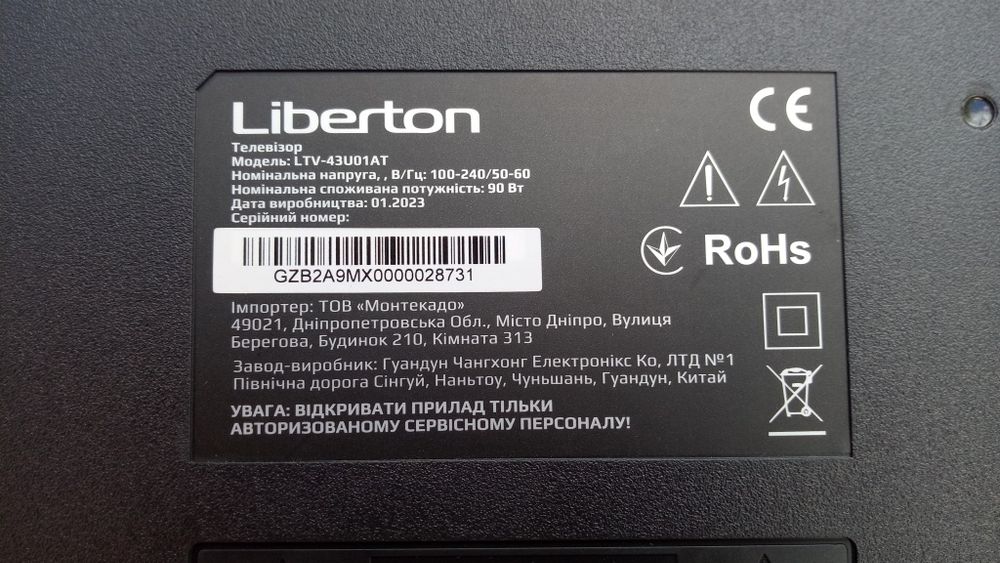 Liberton
CE
Телевізор
Модель: LTV-43U01AT
Номінальна напруга, , В/Гц: 100-240/50-60
Номінальна споживана потужність: 90 Вт
Дата виробництва: 01.2023
Серійний номер:
GZB2A9MX0000028731
RoHs
Імпортер: ТОВ «Монтекадо»
49021, Дніпропетровська Обл., Місто Дніпро, Вулиця
Берегова, Будинок 210, Кімната 313
Завод-виробник: Гуандун Чангхонг Електронікс Ко, ЛТД №1
Північна дорога Сінгуй, Наньтоу, Чуньшань, Гуандун, Китай
УВАГА: ВІДКРИВАТИ ПРИЛАД ТІЛЬКИ
АВТОРИЗОВАНОМУ СЕРВІСНОМУ ПЕРСОНАЛУ!